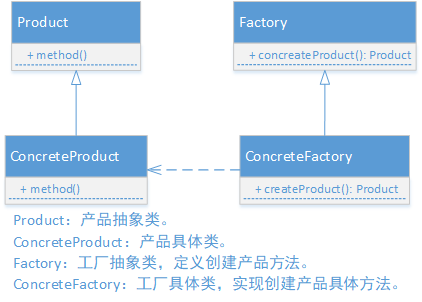 Product
Factory
+ method()
+ concreateProduct(): Product
ConcreteProduct
ConcreteFactory
+ method()
+ createProduct(): Product
Product：产品抽象类。
ConcreteProduct：产品具体类。
Factory：工厂抽象类，定义创建产品方法。
ConcreteFactory：工厂具体类，实现创建产品具体方法。